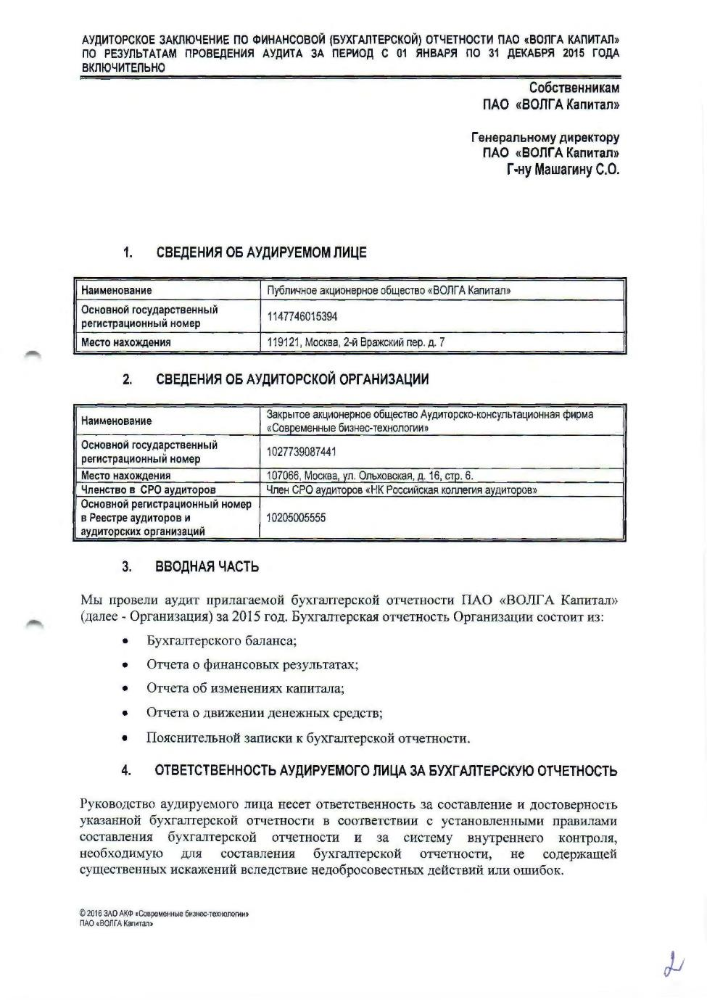 АУДИТОРСКОЕ ЗАКЛЮЧЕНИЕ ПО ФИНАНСОВОЙ (БУХГАЛТЕРСКОЙ) ОТЧЕТНОСТИ ПАО «ВОЛГА КАПИТАЛ»
ПО РЕЗУЛЬТАТАМ ПРОВЕДЕНИЯ АУДИТА ЗА ПЕРИОД С 01 ЯНВАРЯ ПО 31 ДЕКАБРЯ 2015 ГОДА
ВКЛЮЧИТЕЛЬНО
Собственникам
ПАО «ВОЛГА Капитал»
Генеральному директору
ПАО «ВОЛГА Капитал»
Г-ну Машагину С.О.
1. СВЕДЕНИЯ ОБ АУДИРУЕМОМ ЛИЦЕ
Наименование Публичное акционерное общество «ВОЛГА Капитал»
Основной государственный
регистрационный номер 1147746015394
Место нахождения 119121, Москва, 2-й Вражский пер. д. 7
2. СВЕДЕНИЯ ОБ АУДИТОРСКОЙ ОРГАНИЗАЦИИ
Наименование Закрытое акционерное общество Аудиторско-консультационная фирма
«Современные бизнес-технологии»
Основной государственный
регистрационный номер 1027739087441
Место нахождения 107066, Москва, ул. Ольховская, д. 16, стр. 6.
Членство в СРО аудиторов Член СРО аудиторов «НК Российская коллегия аудиторов»
Основной регистрационный номер
в Реестре аудиторов и 10205005555
аудиторских организаций
3. ВВОДНАЯ ЧАСТЬ
Мы провели аудит прилагаемой бухгалтерской отчетности ПАО «ВОЛГА Капитал»
(далее - Организация) за 2015 год. Бухгалтерская отчетность Организации состоит из:
• Бухгалтерского баланса;
• Отчета о финансовых результатах;
• Отчета об изменениях капитала;
• Отчета о движении денежных средств;
• Пояснительной записки к бухгалтерской отчетности.
4. ОТВЕТСТВЕННОСТЬ АУДИРУЕМОГО ЛИЦА ЗА БУХГАЛТЕРСКУЮ ОТЧЕТНОСТЬ
Руководство аудируемого лица несет ответственность за составление и достоверность
указанной бухгалтерской отчетности в соответствии с установленными правилами
составления бухгалтерской отчетности и за систему внутреннего контроля,
необходимую для составления бухгалтерской отчетности, не содержащей
существенных искажений вследствие недобросовестных действий или ошибок.
© 2016 ЗАО АКФ «Современные бизнес-технологии»
ПАО «ВОЛГА Капитал»
2